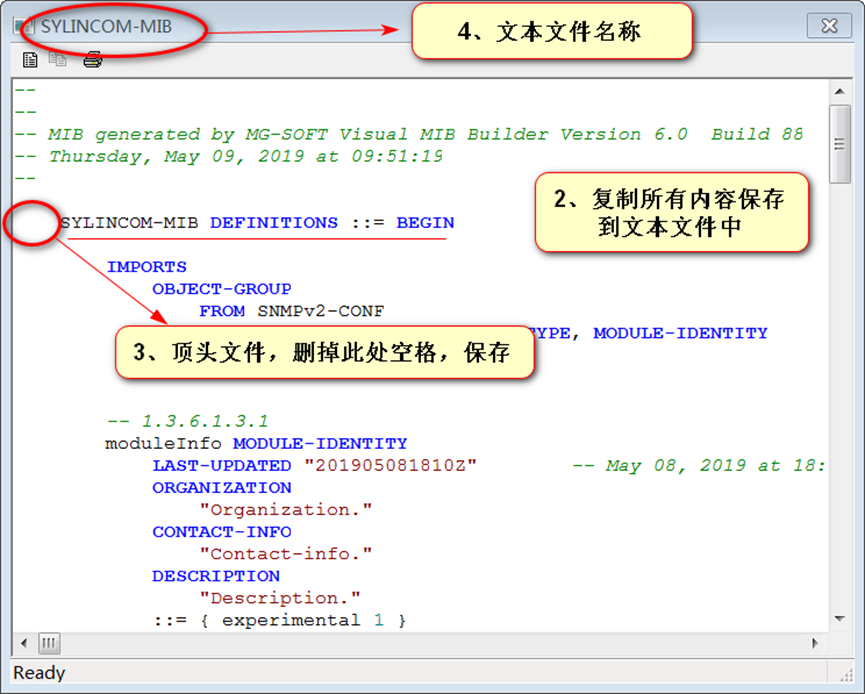 SYLINCOM-MIB
4、文本文件名称
--
--
-- MIB generated by MG-SOFT Visual MIB Builder Version 6.0  Build 88
-- Thursday, May 09, 2019 at 09:51:19
--
2、复制所有内容保存
到文本文件中
SYLINCOM-MIB DEFINITIONS ::= BEGIN
IMPORTS
OBJECT-GROUP
FROM SNMPv2-CONF
TYPE, MODULE-IDENTITY
3、顶头文件，删掉此处空格，保存
-- 1.3.6.1.3.1
moduleInfo MODULE-IDENTITY
LAST-UPDATED "201905081810Z"        -- May 08, 2019 at 18:
ORGANIZATION
"Organization."
CONTACT-INFO
"Contact-info."
DESCRIPTION
"Description."
::= { experimental 1 }
Ready